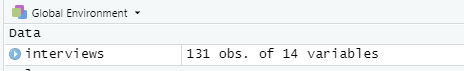 Global Environment
Data
interviews 131 obs. of 14 variables